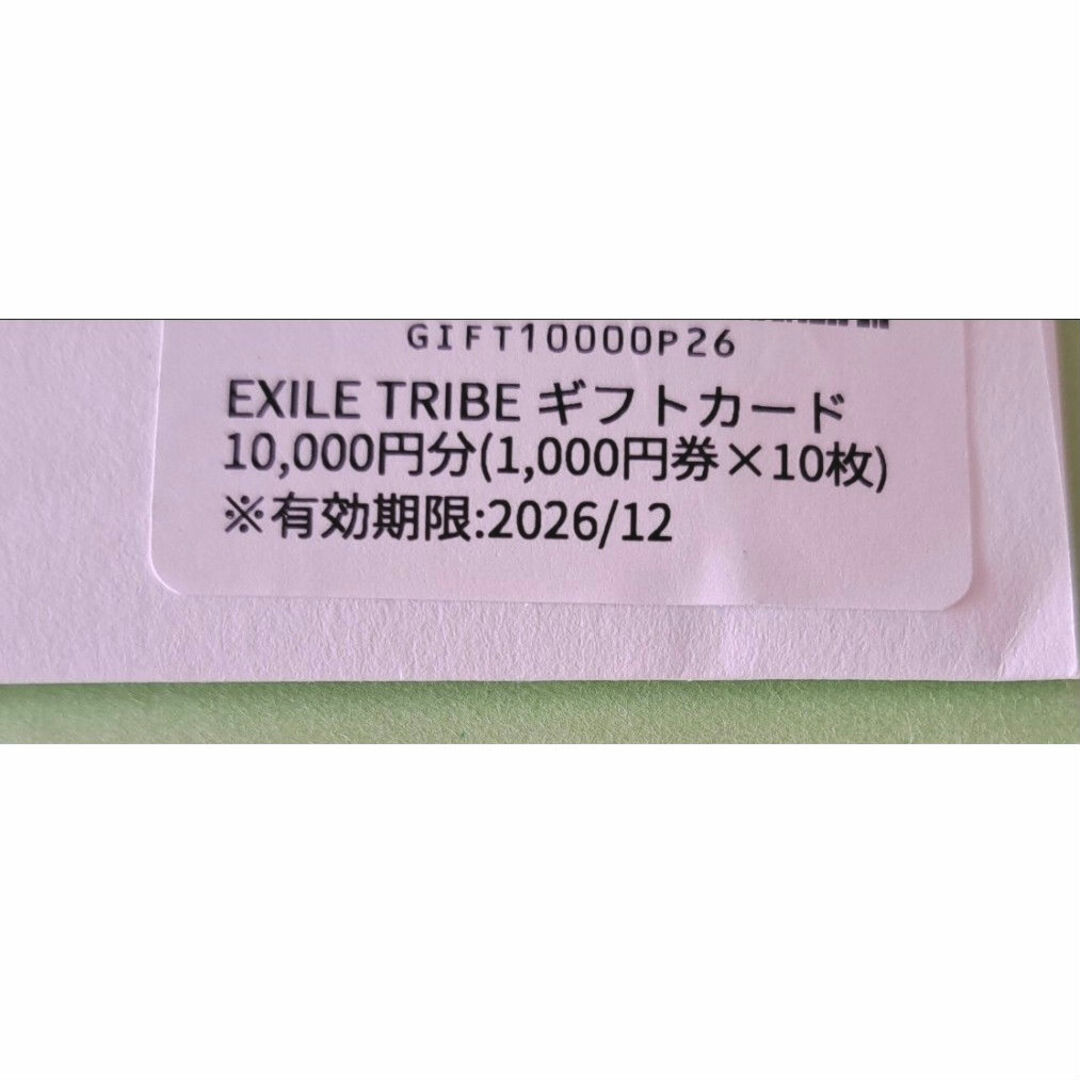 GIFT10000P26
EXILE TRIBE ギフトカード
10,000円分(1,000円券×10枚)
※有効期限:2026/12